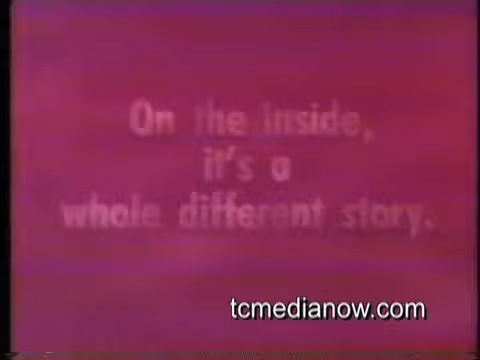 On the inside,
it's a
whole different story.
tcmedianow.com